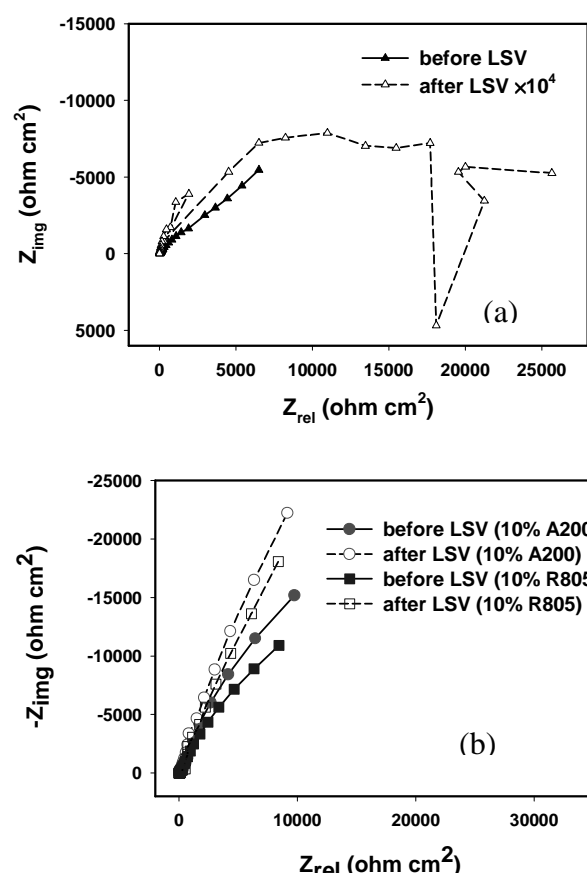 -15000
before LSV
after LSV ×10⁴
-10000
-5000
0
5000
Z_img (ohm cm²)
(a)
0 5000 10000 15000 20000 25000
Z_rel (ohm cm²)
-25000
before LSV (10% A200
after LSV (10% A200)
before LSV (10% R805
after LSV (10% R805)
-20000
-15000
-10000
-5000
0
-Zimg (ohm cm²)
(b)
0 10000 20000 30000
Zrel (ohm cm²)